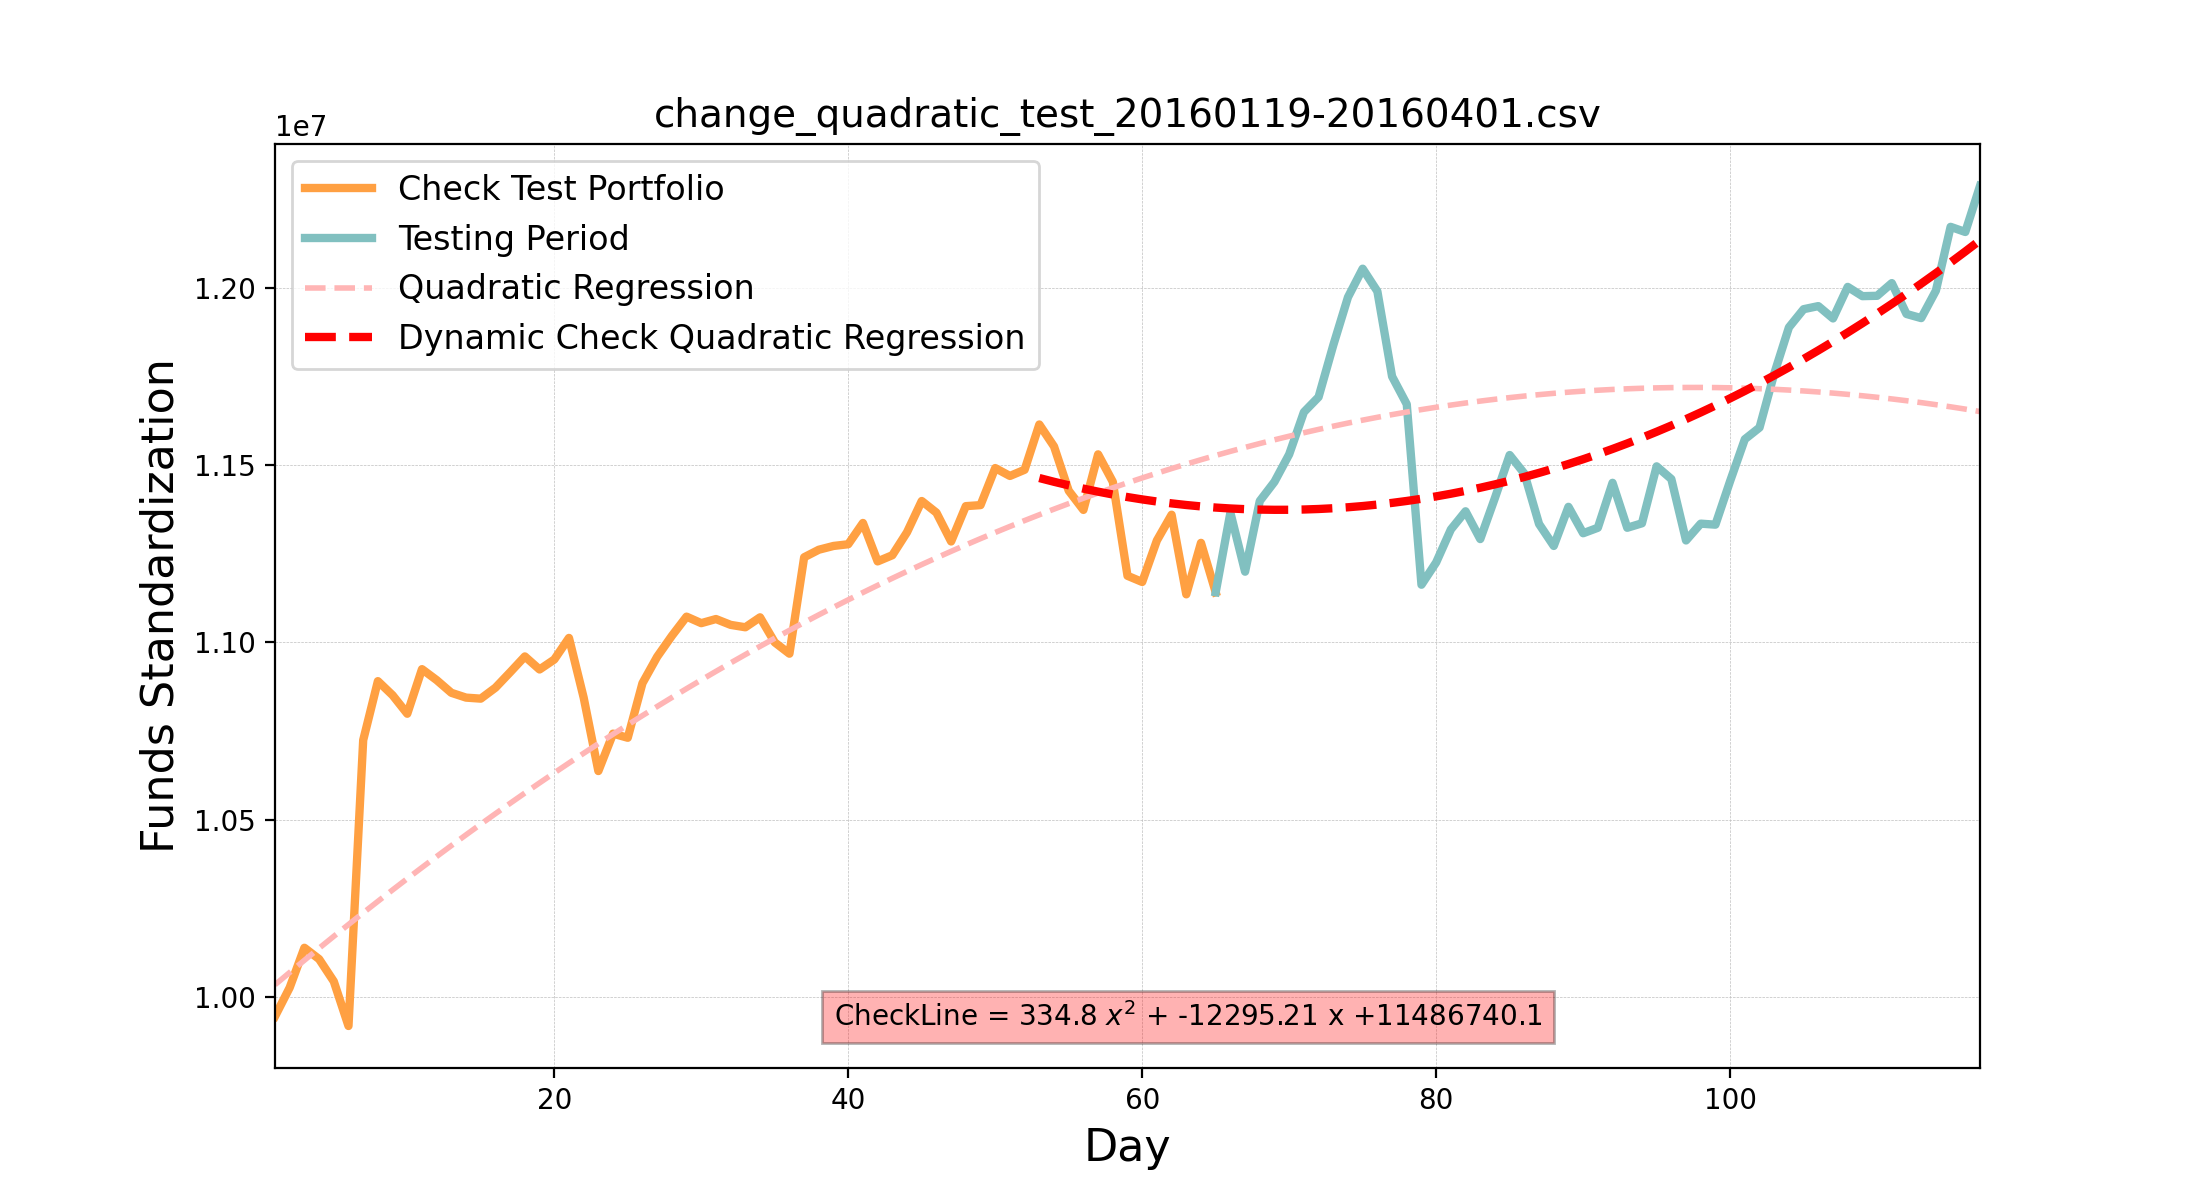 change_quadratic_test_20160119-20160401.csv
1e7
Check Test Portfolio
Testing Period
Quadratic Regression
Dynamic Check Quadratic Regression
Funds Standardization
1.20
1.15
1.10
1.05
1.00
CheckLine = 334.8 x² + -12295.21 x +11486740.1
20 40 60 80 100
Day